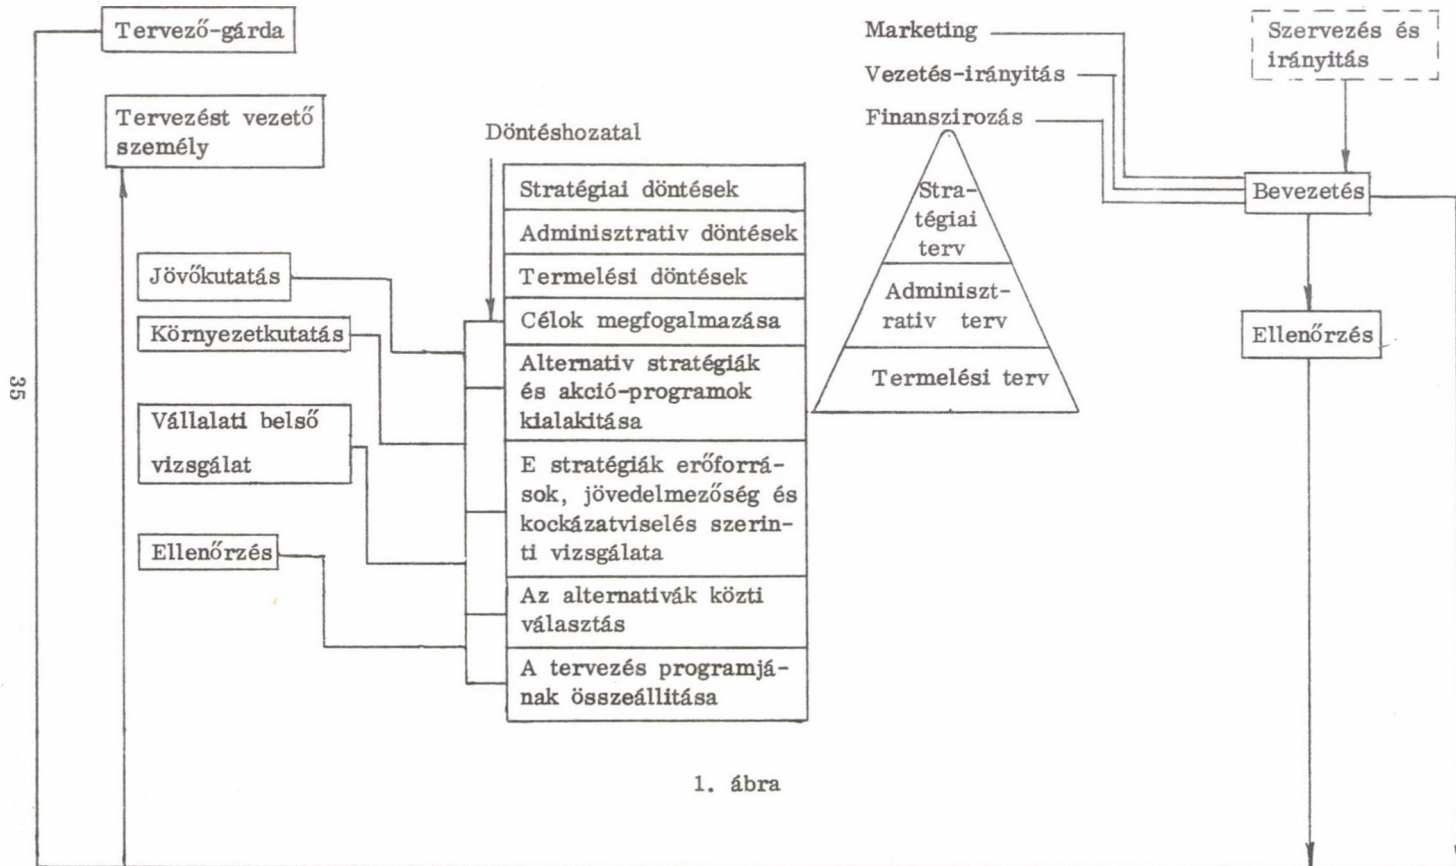 Tervező-gárda
Tervezést vezető
személy
Jövőkutatás
Környezetkutatás
Vállalati belső
vizsgálat
Ellenőrzés
Döntéshozatal
Stratégiai döntések
Adminisztrativ döntések
Termelési döntések
Célok megfogalmazása
Alternativ stratégiák
és akció-programok
kialakitása
E stratégiák erőforrá-
sok, jövedelmezőség és
kockázatviselés szerin-
ti vizsgálata
Az alternativák közti
választás
A tervezés programjá-
nak összeállitása
Marketing
Vezetés-irányitás
Finanszirozás
Stra-
tégiai
terv
Adminiszt-
rativ terv
Termelési terv
Szervezés és
irányitás
Bevezetés
Ellenőrzés
1. ábra
35